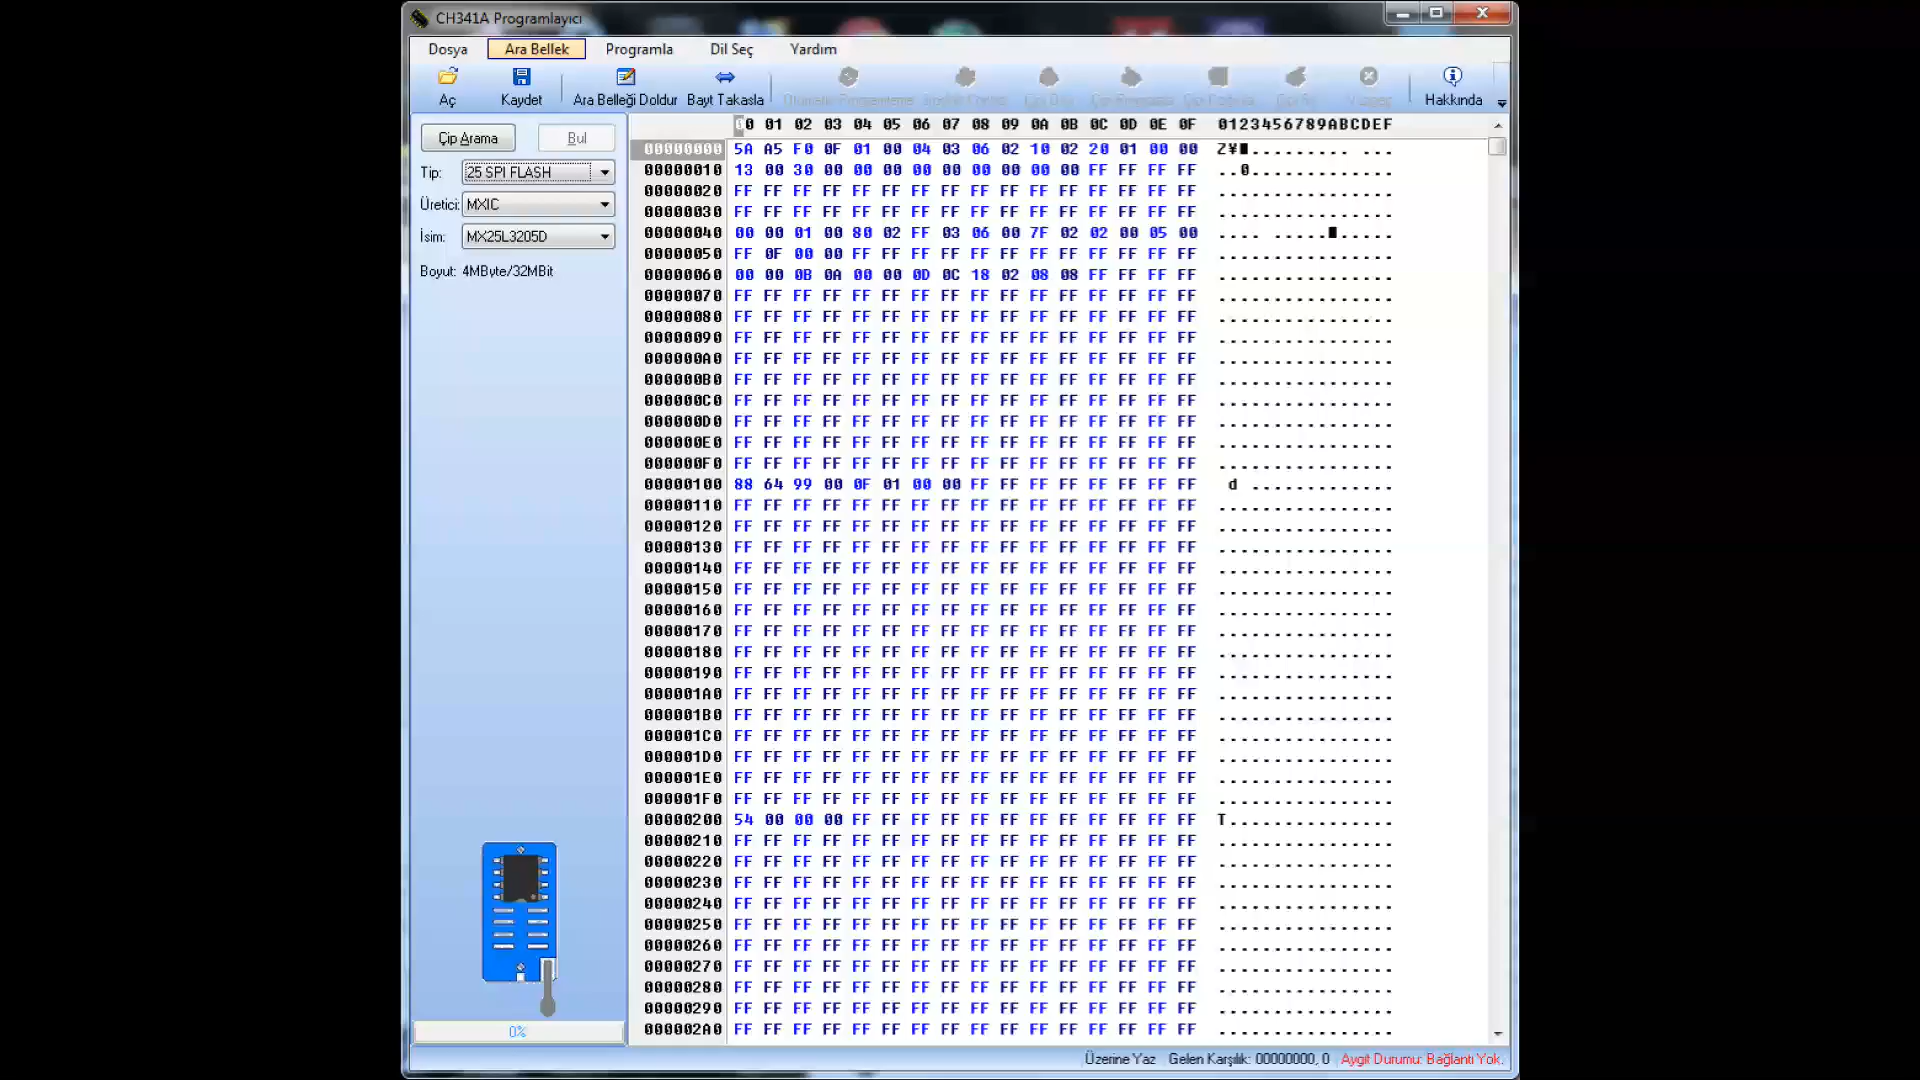 CH341A Programlayıcı
Dosya Ara Bellek Programla Dil Seç Yardım
Aç Kaydet Ara Belleği Doldur Bayt Takasla Hakkında
Çip Arama Bul
Tip: 25 SPI FLASH
Üretici: MXIC
İsim: MX25L3205D
Boyut: 4MByte/32MBit
0%
00 01 02 03 04 05 06 07 08 09 0A 0B 0C 0D 0E 0F 0123456789ABCDEF
00000000 5A A5 F0 0F 01 00 04 03 06 02 10 02 20 01 00 00 Z¥■......... ...
00000010 13 00 30 00 00 00 00 00 00 00 00 00 FF FF FF FF ..0.............
00000020 FF FF FF FF FF FF FF FF FF FF FF FF FF FF FF FF ................
00000030 FF FF FF FF FF FF FF FF FF FF FF FF FF FF FF FF ................
00000040 00 00 01 00 80 02 FF 03 06 00 7F 02 02 00 05 00 .... .....■.....
00000050 FF 0F 00 00 FF FF FF FF FF FF FF FF FF FF FF FF ................
00000060 00 00 0B 0A 00 00 0D 0C 18 02 08 08 FF FF FF FF ................
00000070 FF FF FF FF FF FF FF FF FF FF FF FF FF FF FF FF ................
00000080 FF FF FF FF FF FF FF FF FF FF FF FF FF FF FF FF ................
00000090 FF FF FF FF FF FF FF FF FF FF FF FF FF FF FF FF ................
000000A0 FF FF FF FF FF FF FF FF FF FF FF FF FF FF FF FF ................
000000B0 FF FF FF FF FF FF FF FF FF FF FF FF FF FF FF FF ................
000000C0 FF FF FF FF FF FF FF FF FF FF FF FF FF FF FF FF ................
000000D0 FF FF FF FF FF FF FF FF FF FF FF FF FF FF FF FF ................
000000E0 FF FF FF FF FF FF FF FF FF FF FF FF FF FF FF FF ................
000000F0 FF FF FF FF FF FF FF FF FF FF FF FF FF FF FF FF ................
00000100 88 64 99 00 0F 01 00 00 FF FF FF FF FF FF FF FF  d .............
00000110 FF FF FF FF FF FF FF FF FF FF FF FF FF FF FF FF ................
00000120 FF FF FF FF FF FF FF FF FF FF FF FF FF FF FF FF ................
00000130 FF FF FF FF FF FF FF FF FF FF FF FF FF FF FF FF ................
00000140 FF FF FF FF FF FF FF FF FF FF FF FF FF FF FF FF ................
00000150 FF FF FF FF FF FF FF FF FF FF FF FF FF FF FF FF ................
00000160 FF FF FF FF FF FF FF FF FF FF FF FF FF FF FF FF ................
00000170 FF FF FF FF FF FF FF FF FF FF FF FF FF FF FF FF ................
00000180 FF FF FF FF FF FF FF FF FF FF FF FF FF FF FF FF ................
00000190 FF FF FF FF FF FF FF FF FF FF FF FF FF FF FF FF ................
000001A0 FF FF FF FF FF FF FF FF FF FF FF FF FF FF FF FF ................
000001B0 FF FF FF FF FF FF FF FF FF FF FF FF FF FF FF FF ................
000001C0 FF FF FF FF FF FF FF FF FF FF FF FF FF FF FF FF ................
000001D0 FF FF FF FF FF FF FF FF FF FF FF FF FF FF FF FF ................
000001E0 FF FF FF FF FF FF FF FF FF FF FF FF FF FF FF FF ................
000001F0 FF FF FF FF FF FF FF FF FF FF FF FF FF FF FF FF ................
00000200 54 00 00 00 FF FF FF FF FF FF FF FF FF FF FF FF T...............
00000210 FF FF FF FF FF FF FF FF FF FF FF FF FF FF FF FF ................
00000220 FF FF FF FF FF FF FF FF FF FF FF FF FF FF FF FF ................
00000230 FF FF FF FF FF FF FF FF FF FF FF FF FF FF FF FF ................
00000240 FF FF FF FF FF FF FF FF FF FF FF FF FF FF FF FF ................
00000250 FF FF FF FF FF FF FF FF FF FF FF FF FF FF FF FF ................
00000260 FF FF FF FF FF FF FF FF FF FF FF FF FF FF FF FF ................
00000270 FF FF FF FF FF FF FF FF FF FF FF FF FF FF FF FF ................
00000280 FF FF FF FF FF FF FF FF FF FF FF FF FF FF FF FF ................
00000290 FF FF FF FF FF FF FF FF FF FF FF FF FF FF FF FF ................
000002A0 FF FF FF FF FF FF FF FF FF FF FF FF FF FF FF FF ................
Üzerine Yaz Gelen Karşılık: 00000000, 0 Aygıt Durumu: Bağlantı Yok.